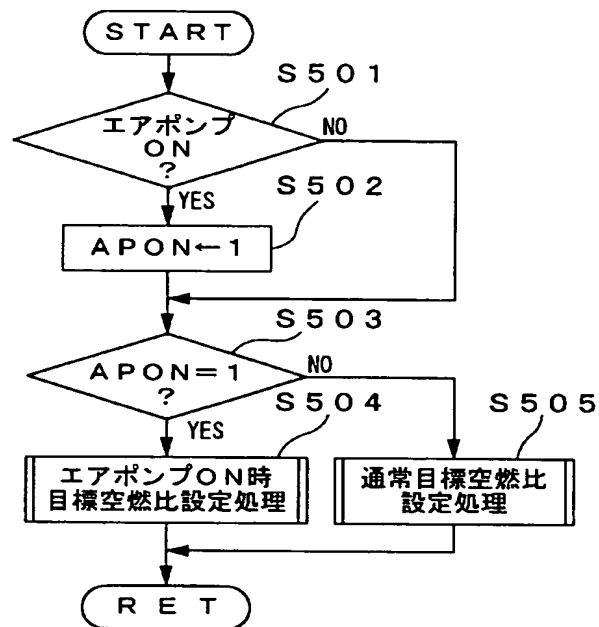 START
S501
エアポンプ
ON
?
NO
YES
S502
APON←1
S503
APON=1
?
NO
YES
S504
エアポンプON時
目標空燃比設定処理
S505
通常目標空燃比
設定処理
RET